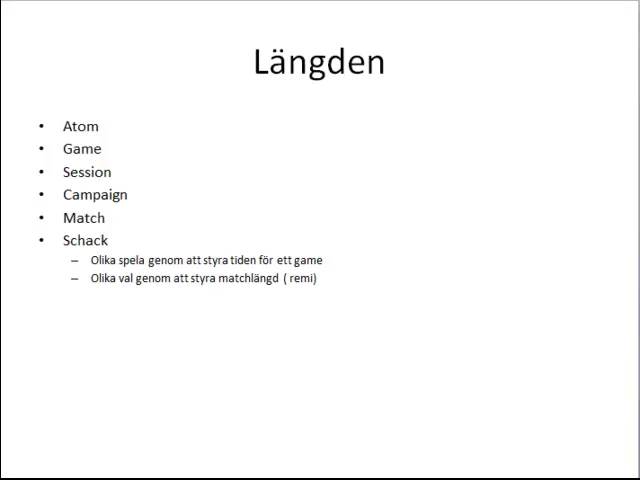 Längden
• Atom
• Game
• Session
• Campaign
• Match
• Schack
– Olika spela genom att styra tiden för ett game
– Olika val genom att styra matchlängd ( remi)